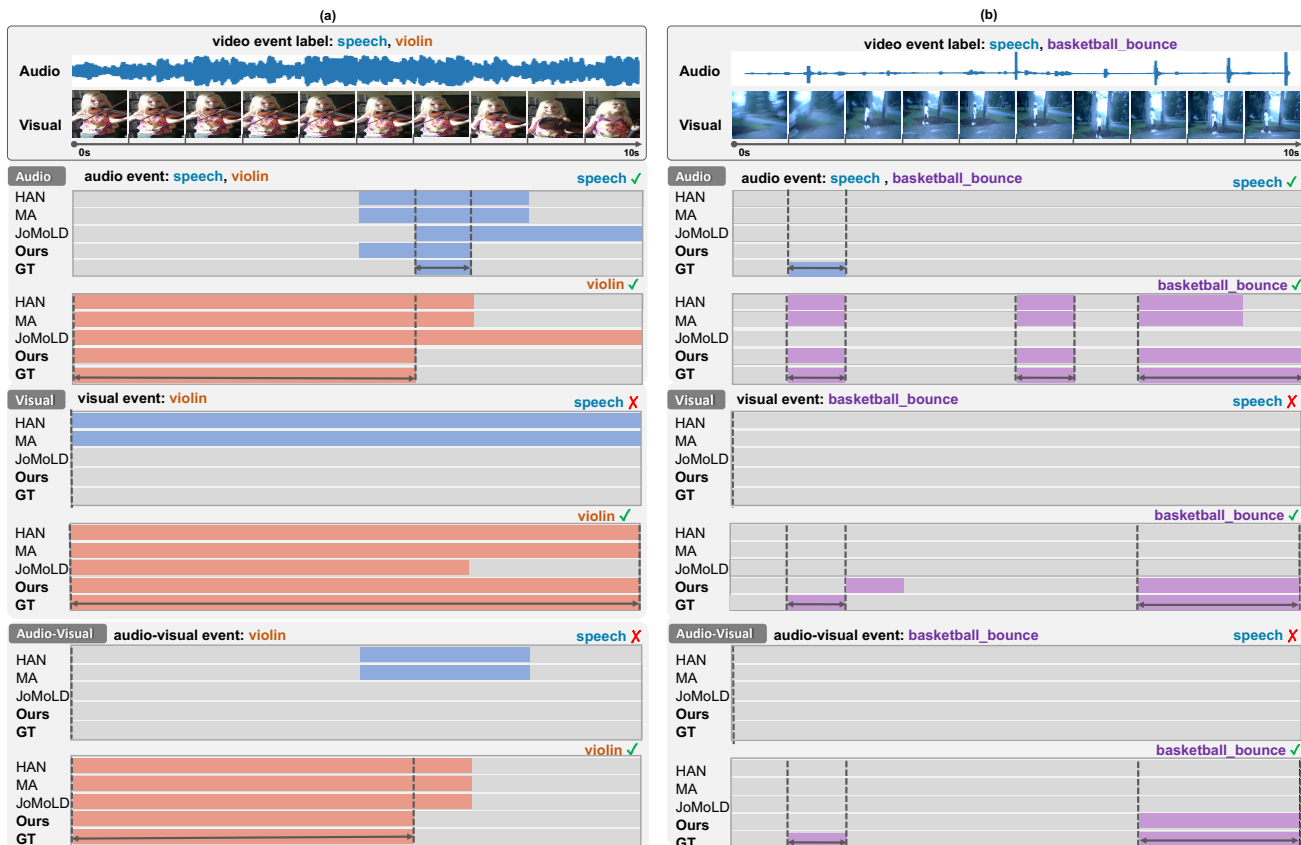 (a)
video event label: speech, violin
Audio
Visual
0s
10s
Audio
audio event: speech, violin
speech ✓
HAN
MA
JoMoLD
Ours
GT
violin ✓
HAN
MA
JoMoLD
Ours
GT
Visual
visual event: violin
speech ✗
HAN
MA
JoMoLD
Ours
GT
violin ✓
HAN
MA
JoMoLD
Ours
GT
Audio-Visual
audio-visual event: violin
speech ✗
HAN
MA
JoMoLD
Ours
GT
violin ✓
HAN
MA
JoMoLD
Ours
GT
(b)
video event label: speech, basketball_bounce
Audio
Visual
0s
10s
Audio
audio event: speech , basketball_bounce
speech ✓
HAN
MA
JoMoLD
Ours
GT
basketball_bounce ✓
HAN
MA
JoMoLD
Ours
GT
Visual
visual event: basketball_bounce
speech ✗
HAN
MA
JoMoLD
Ours
GT
basketball_bounce ✓
HAN
MA
JoMoLD
Ours
GT
Audio-Visual
audio-visual event: basketball_bounce
speech ✗
HAN
MA
JoMoLD
Ours
GT
basketball_bounce ✓
HAN
MA
JoMoLD
Ours
GT